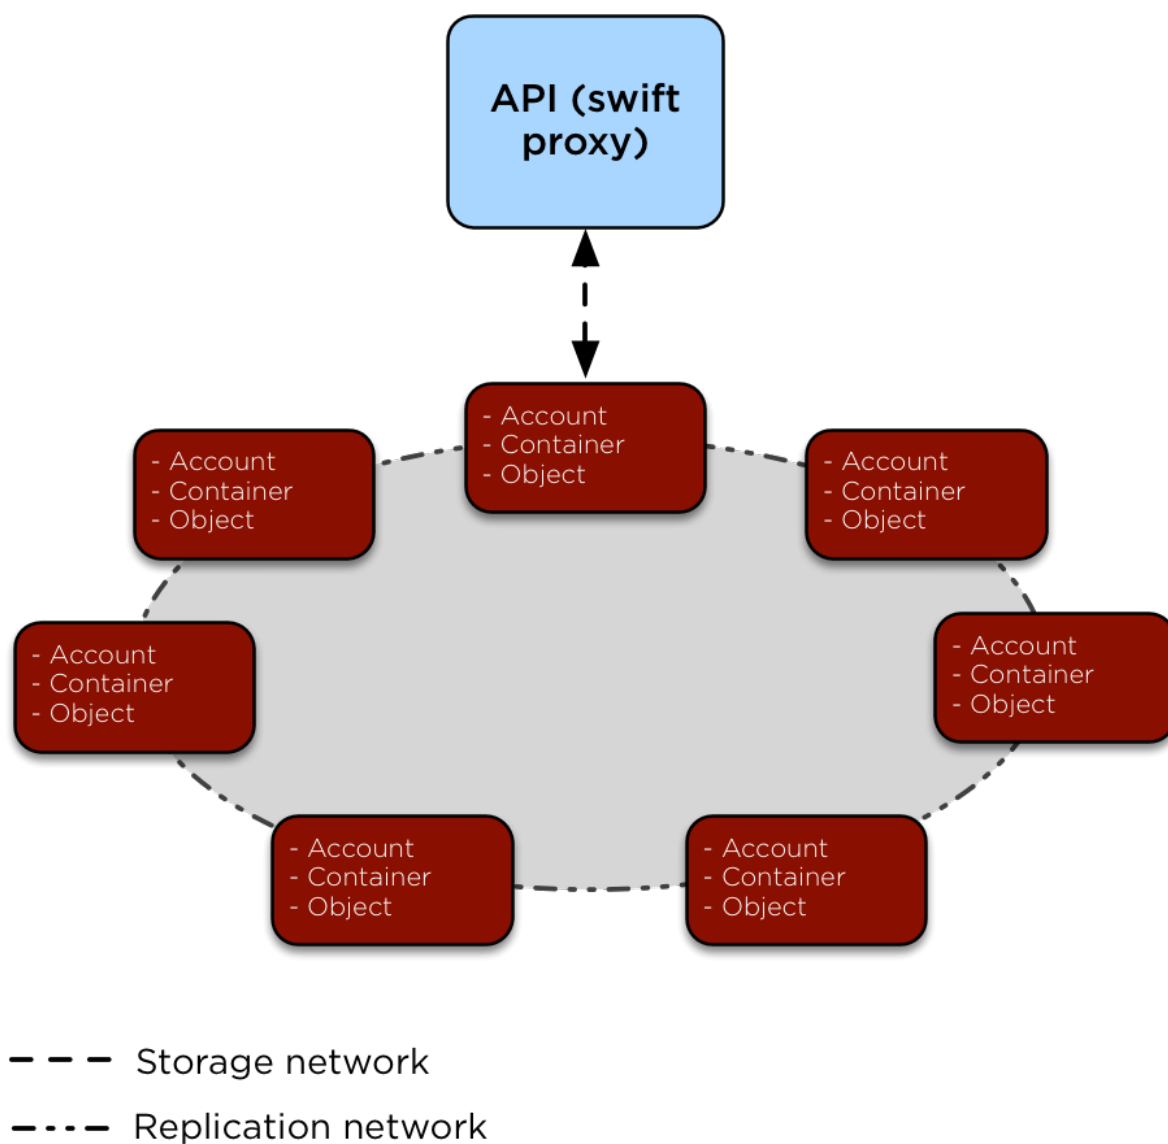 API (swift
proxy)
- Account
- Container
- Object
- Account
- Container
- Object
- Account
- Container
- Object
- Account
- Container
- Object
- Account
- Container
- Object
- Account
- Container
- Object
- Account
- Container
- Object
Storage network
Replication network